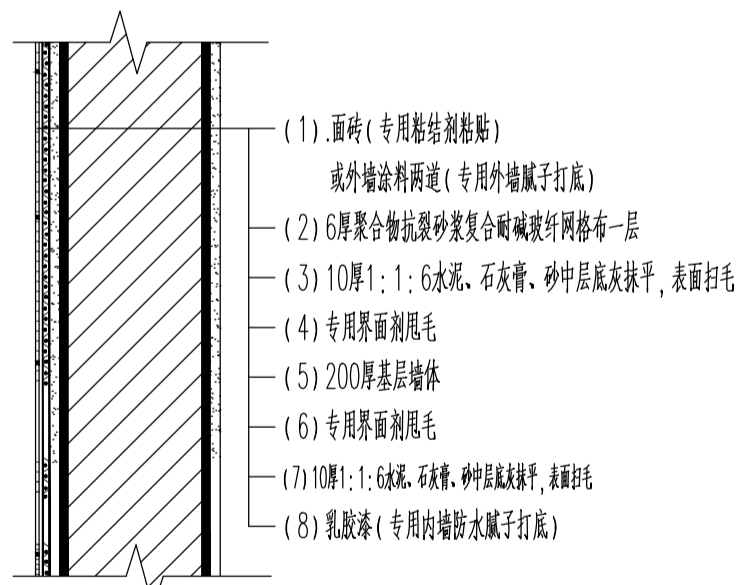 (1).面砖(专用粘结剂粘贴)
或外墙涂料两道(专用外墙腻子打底)
(2)6厚聚合物抗裂砂浆复合耐碱玻纤网格布一层
(3)10厚1:1:6水泥、石灰膏、砂中层底灰抹平,表面扫毛
(4)专用界面剂甩毛
(5)200厚基层墙体
(6)专用界面剂甩毛
(7)10厚1:1:6水泥、石灰膏、砂中层底灰抹平,表面扫毛
(8)乳胶漆(专用内墙防水腻子打底)